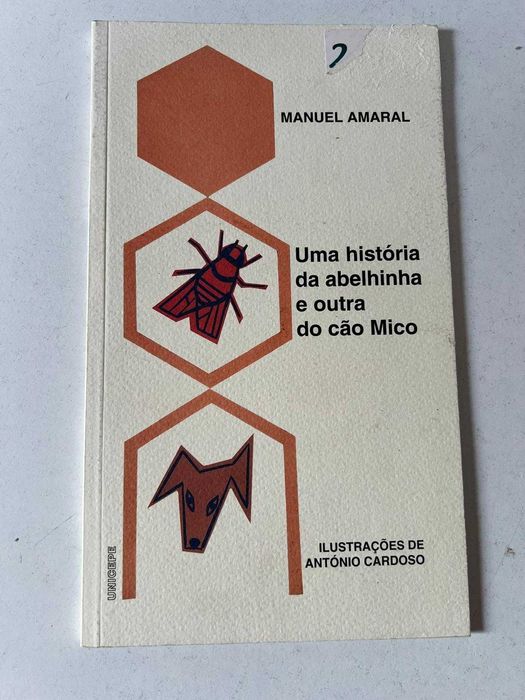 ?
MANUEL AMARAL
Uma história
da abelhinha
e outra
do cão Mico
ILUSTRAÇÕES DE
ANTÓNIO CARDOSO
UNICEPE